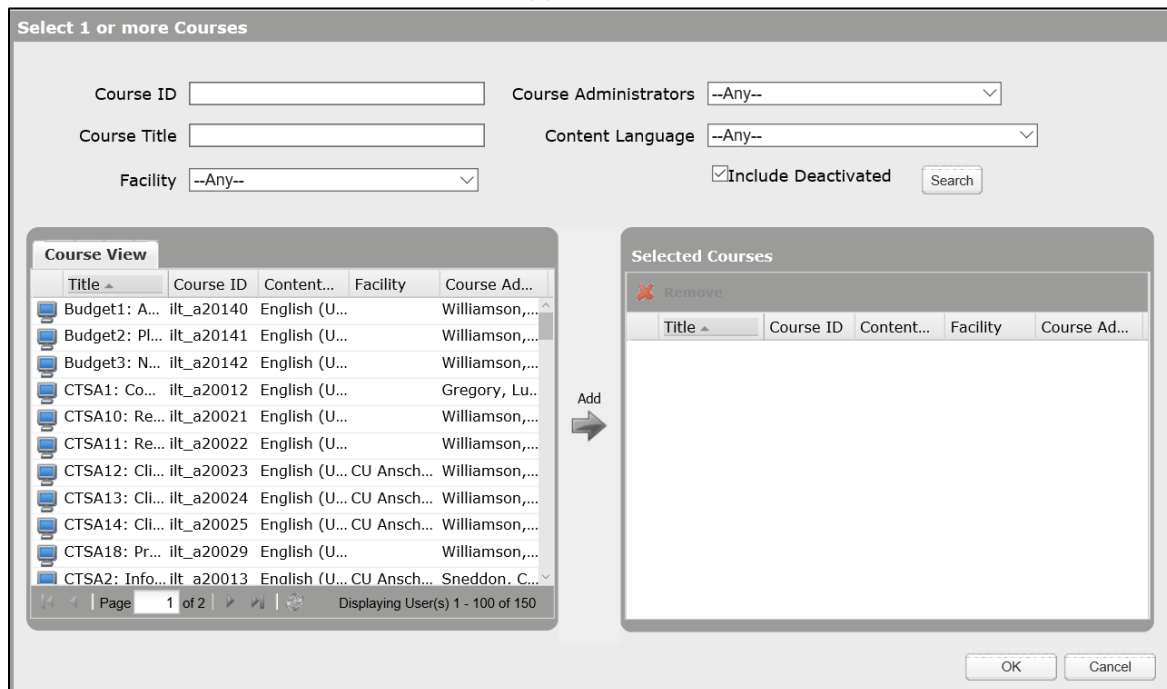 Select 1 or more Courses
Course ID
Course Administrators --Any--
Course Title
Content Language --Any--
Facility --Any--
Include Deactivated
Search
Course View
Title Course ID Content... Facility Course Ad...
Budget1: A... ilt_a20140 English (U... Williamson,...
Budget2: Pl... ilt_a20141 English (U... Williamson,...
Budget3: N... ilt_a20142 English (U... Williamson,...
CTSA1: Co... ilt_a20012 English (U... Gregory, Lu...
CTSA10: Re... ilt_a20021 English (U... Williamson,...
CTSA11: Re... ilt_a20022 English (U... Williamson,...
CTSA12: Cli... ilt_a20023 English (U... CU Ansch... Williamson,...
CTSA13: Cli... ilt_a20024 English (U... CU Ansch... Williamson,...
CTSA14: Cli... ilt_a20025 English (U... CU Ansch... Williamson,...
CTSA18: Pr... ilt_a20029 English (U... Williamson,...
CTSA2: Info... ilt_a20013 English (U... CU Ansch... Sneddon, C...
Page 1 of 2 Displaying User(s) 1 - 100 of 150
Add
Selected Courses
Remove
Title Course ID Content... Facility Course Ad...
OK Cancel